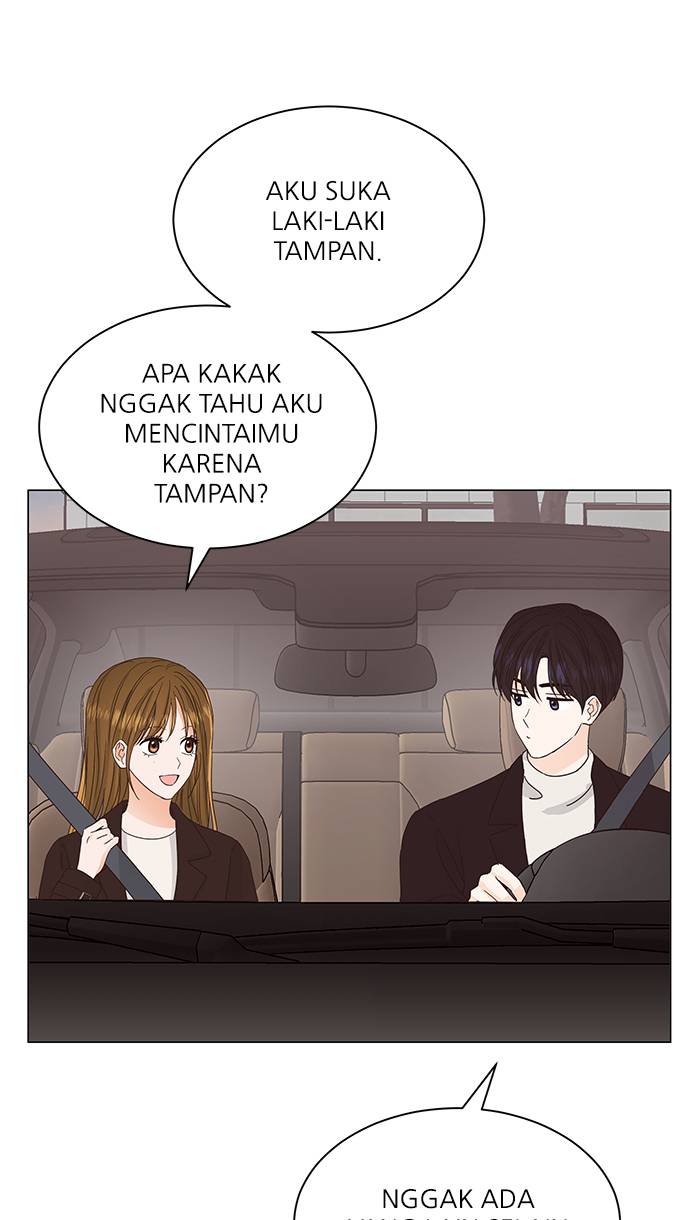 AKU SUKA
LAKI-LAKI
TAMPAN.
APA KAKAK
NGGAK TAHU AKU
MENCINTAIMU
KARENA
TAMPAN?
NGGAK ADA